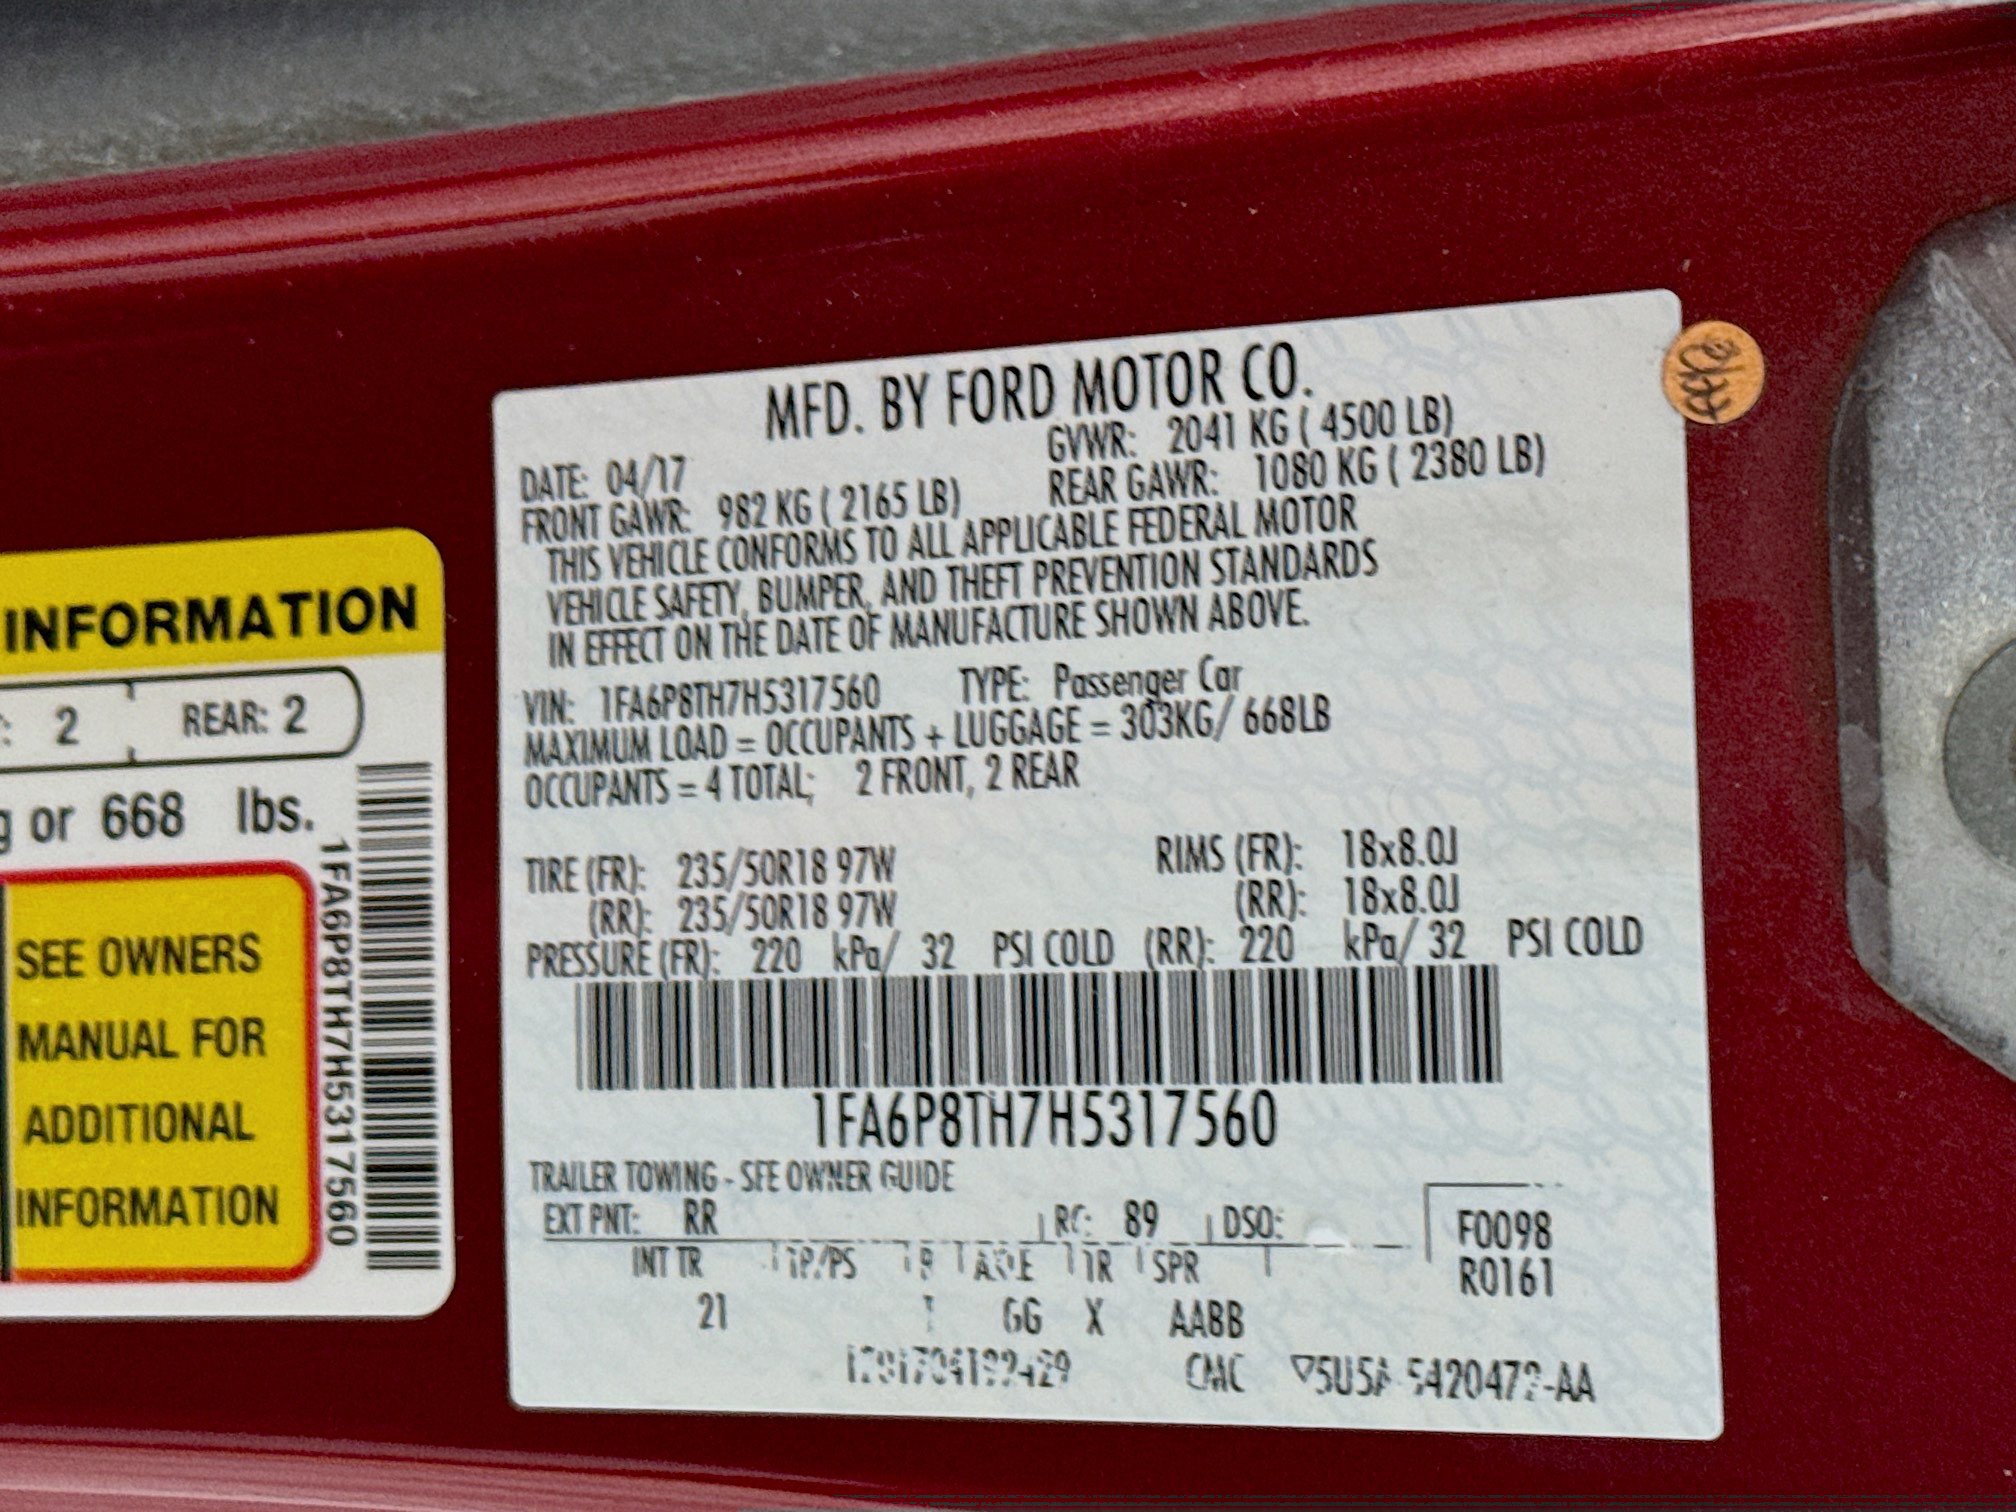 MFD. BY FORD MOTOR CO.
DATE: 04/17 GVWR: 2041 KG ( 4500 LB)
FRONT GAWR: 982 KG ( 2165 LB) REAR GAWR: 1080 KG ( 2380 LB)
THIS VEHICLE CONFORMS TO ALL APPLICABLE FEDERAL MOTOR
VEHICLE SAFETY, BUMPER, AND THEFT PREVENTION STANDARDS
IN EFFECT ON THE DATE OF MANUFACTURE SHOWN ABOVE.
VIN: 1FA6P8TH7H5317560 TYPE: Passenger Car
MAXIMUM LOAD = OCCUPANTS + LUGGAGE = 303KG/ 668LB
OCCUPANTS = 4 TOTAL; 2 FRONT, 2 REAR
TIRE (FR): 235/50R18 97W RIMS (FR): 18x8.0J
(RR): 235/50R18 97W (RR): 18x8.0J
PRESSURE (FR): 220 kPa/ 32 PSI COLD (RR): 220 kPa/ 32 PSI COLD
1FA6P8TH7H5317560
TRAILER TOWING - SEE OWNER GUIDE
EXT PNT: RR RC: 89 DSO: F0098
INT TR TP/PS R AXLE TR SPR R0161
21 GG X AABB
CMC
INFORMATION
2 REAR: 2
g or 668 lbs.
SEE OWNERS
MANUAL FOR
ADDITIONAL
INFORMATION
1FA6P8TH7H5317560